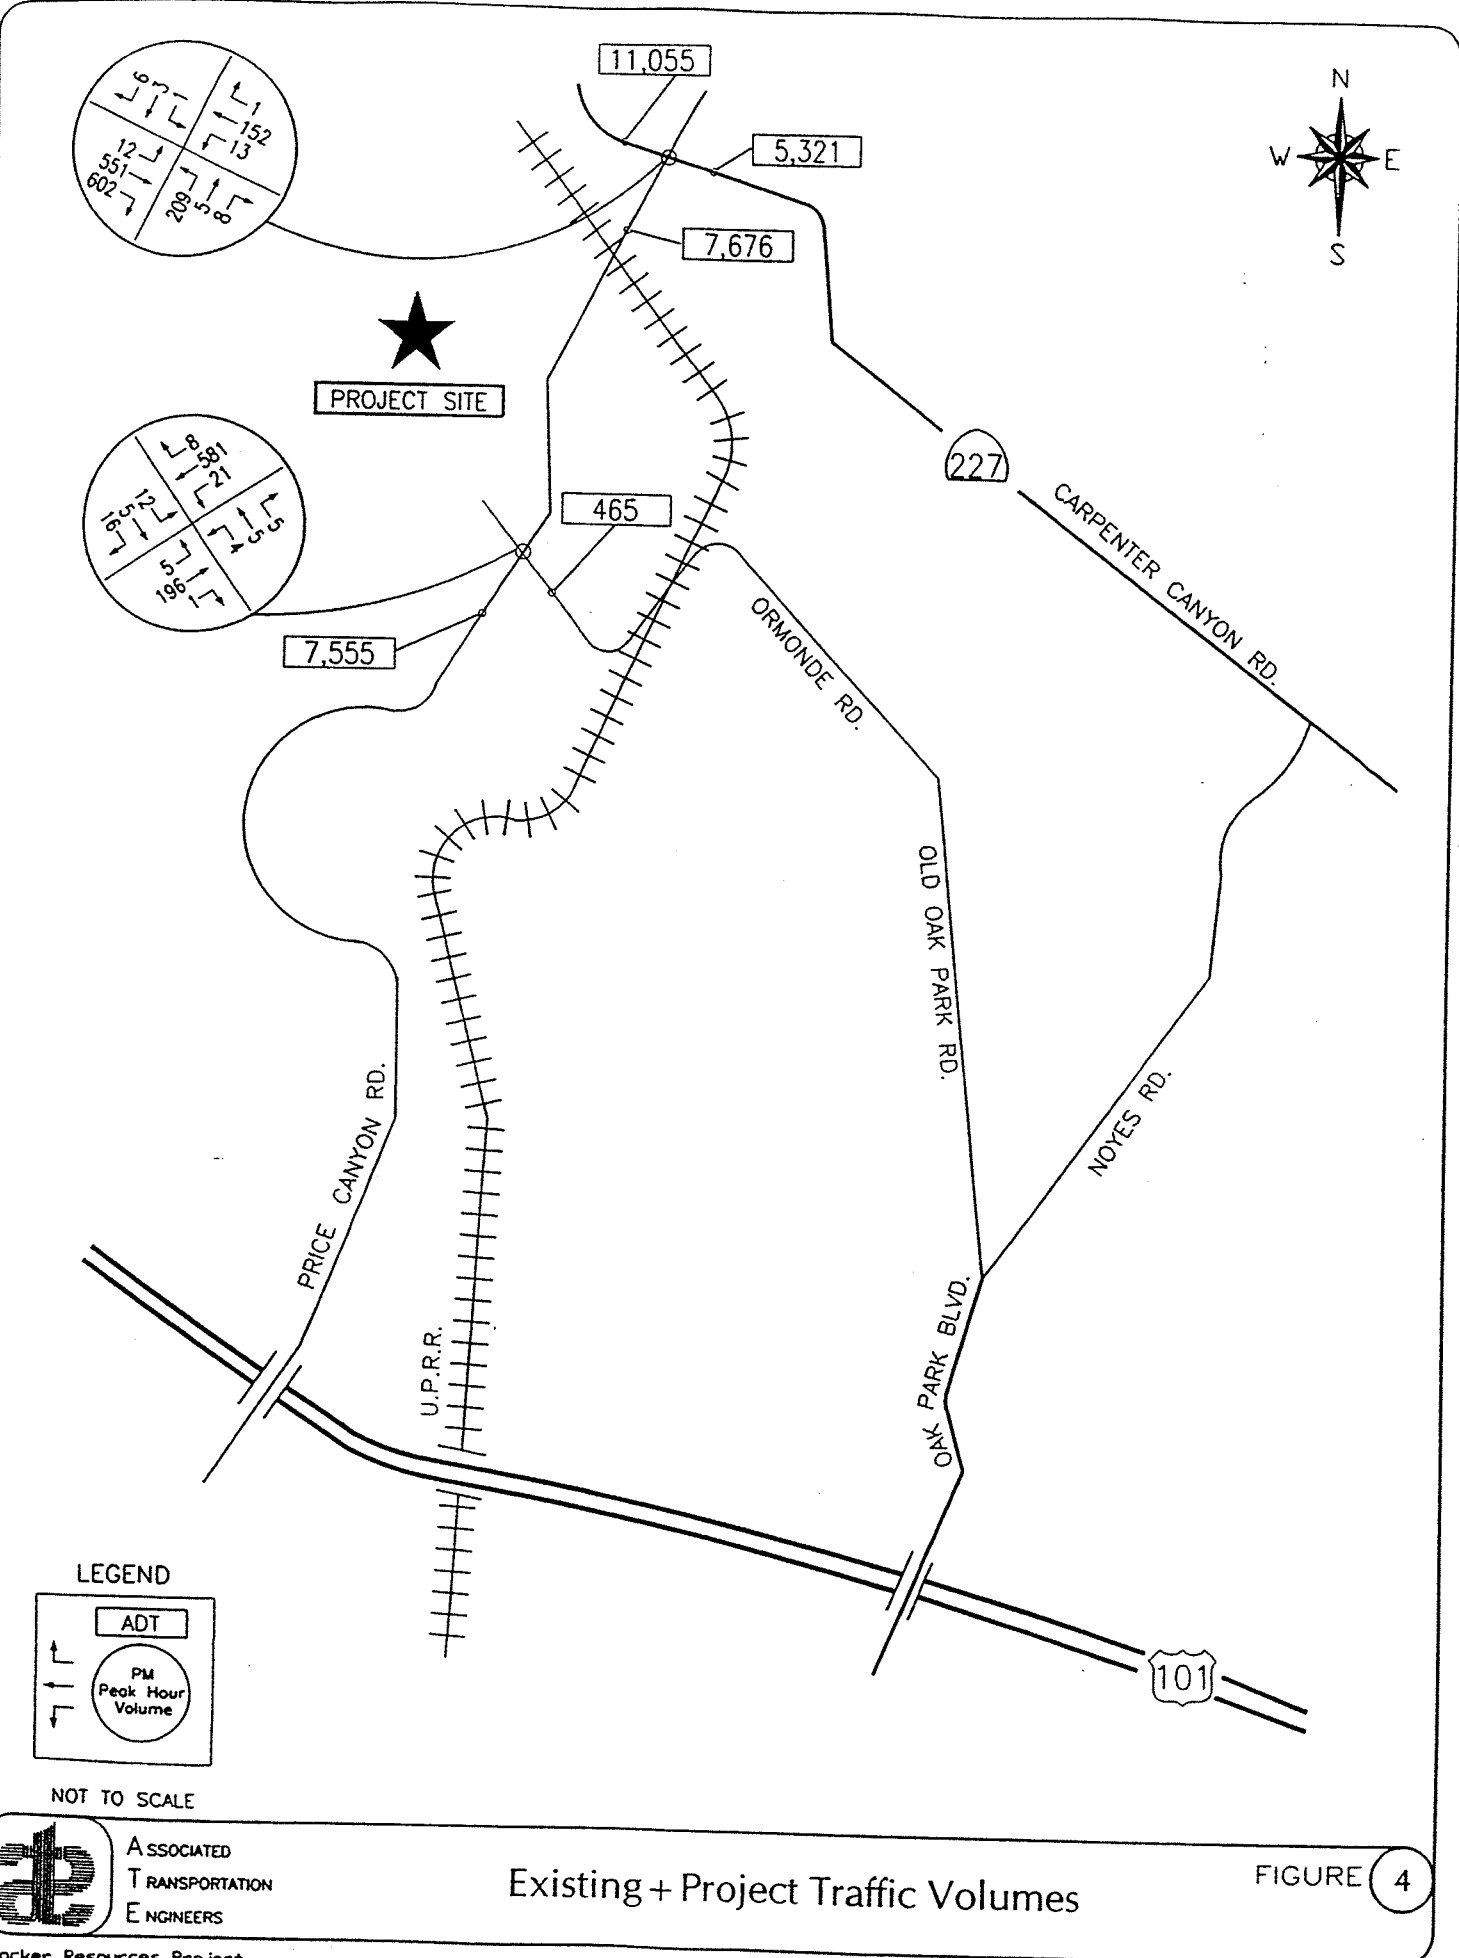 11,055
N
W E
S
5,321
7,676
6
3
1
1
152
13
12
551
602
209
5
8
PROJECT SITE
227
CARPENTER CANYON RD.
8
581
21
12
5
16
5
5
4
5
196
1
465
7,555
ORMONDE RD.
OLD OAK PARK RD.
NOYES RD.
PRICE CANYON RD.
U.P.R.R.
OAK PARK BLVD.
101
LEGEND
ADT
PM
Peak Hour
Volume
NOT TO SCALE
ASSOCIATED
TRANSPORTATION
ENGINEERS
Existing + Project Traffic Volumes
FIGURE 4
Resources Project